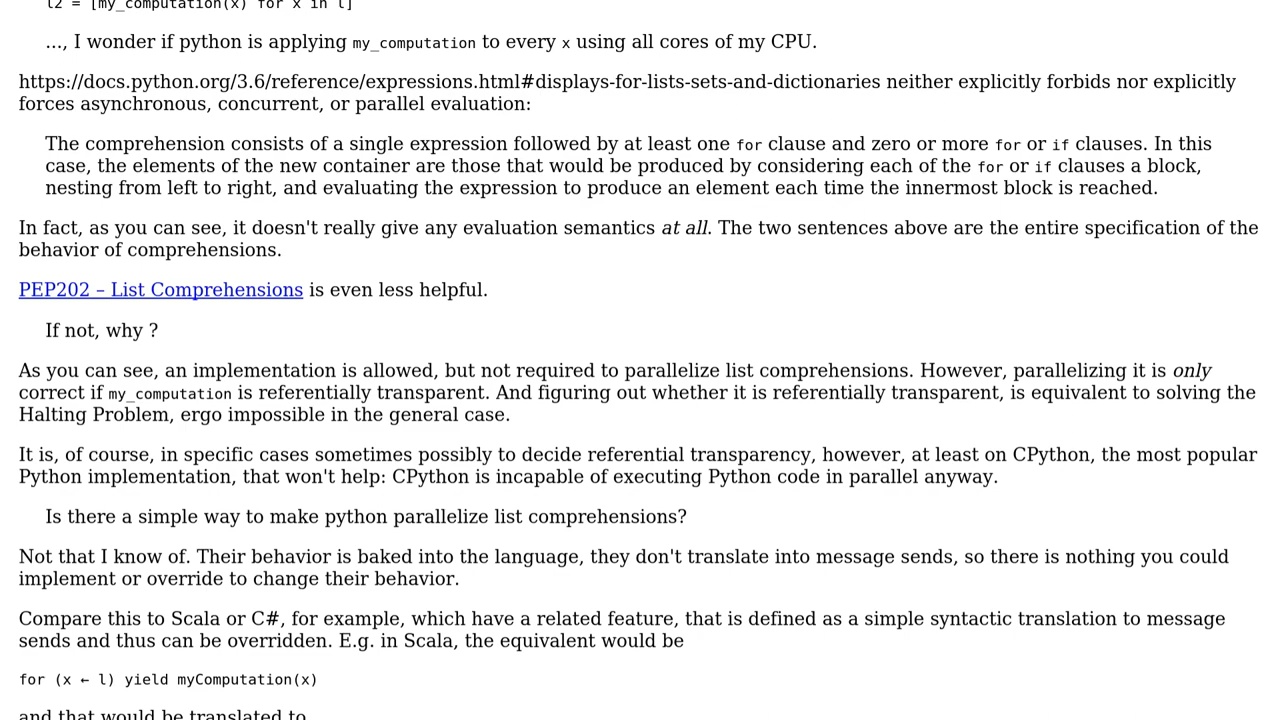 l2 = [my_computation(x) for x in l]
..., I wonder if python is applying my_computation to every x using all cores of my CPU.
https://docs.python.org/3.6/reference/expressions.html#displays-for-lists-sets-and-dictionaries neither explicitly forbids nor explicitly
forces asynchronous, concurrent, or parallel evaluation:
The comprehension consists of a single expression followed by at least one for clause and zero or more for or if clauses. In this
case, the elements of the new container are those that would be produced by considering each of the for or if clauses a block,
nesting from left to right, and evaluating the expression to produce an element each time the innermost block is reached.
In fact, as you can see, it doesn't really give any evaluation semantics at all. The two sentences above are the entire specification of the
behavior of comprehensions.
PEP202 – List Comprehensions is even less helpful.
If not, why ?
As you can see, an implementation is allowed, but not required to parallelize list comprehensions. However, parallelizing it is only
correct if my_computation is referentially transparent. And figuring out whether it is referentially transparent, is equivalent to solving the
Halting Problem, ergo impossible in the general case.
It is, of course, in specific cases sometimes possibly to decide referential transparency, however, at least on CPython, the most popular
Python implementation, that won't help: CPython is incapable of executing Python code in parallel anyway.
Is there a simple way to make python parallelize list comprehensions?
Not that I know of. Their behavior is baked into the language, they don't translate into message sends, so there is nothing you could
implement or override to change their behavior.
Compare this to Scala or C#, for example, which have a related feature, that is defined as a simple syntactic translation to message
sends and thus can be overridden. E.g. in Scala, the equivalent would be
for (x ← l) yield myComputation(x)
and that would be translated to